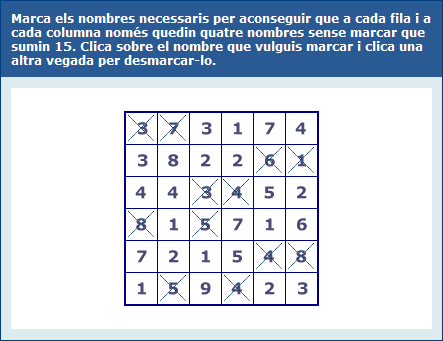 Marca els nombres necessaris per aconseguir que a cada fila i a
cada columna només quedin quatre nombres sense marcar que
sumin 15. Clica sobre el nombre que vulguis marcar i clica una
altra vegada per desmarcar-lo.
3 7 3 1 7 4
3 8 2 2 6 1
4 4 3 4 5 2
8 1 5 7 1 6
7 2 1 5 4 8
1 5 9 4 2 3